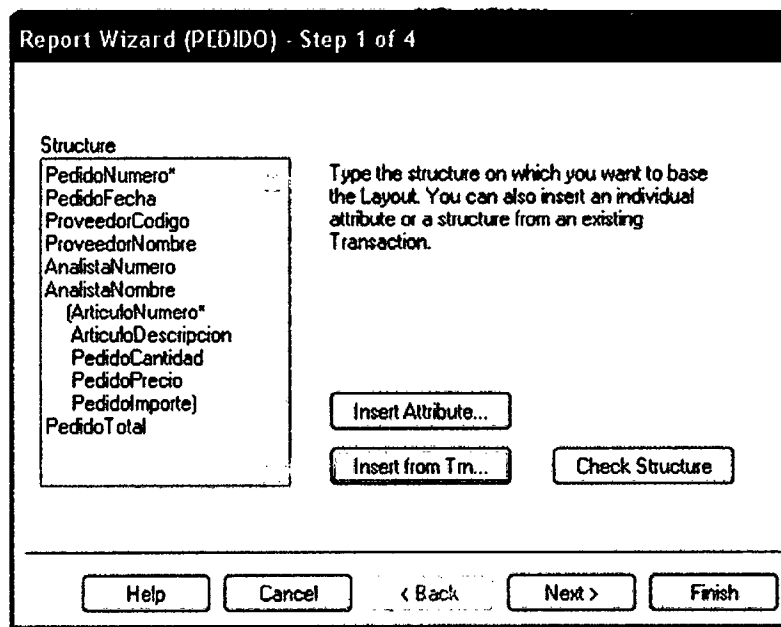 Report Wizard (PEDIDO) - Step 1 of 4
Structure
PedidoNumero*
PedidoFecha
ProveedorCodigo
ProveedorNombre
AnalistaNumero
AnalistaNombre
(ArticuloNumero*
ArticuloDescripcion
PedidoCantidad
PedidoPrecio
PedidoImporte)
PedidoTotal
Type the structure on which you want to base
the Layout. You can also insert an individual
attribute or a structure from an existing
Transaction.
Insert Attribute...
Insert from Trn...
Check Structure
Help
Cancel
< Back
Next >
Finish